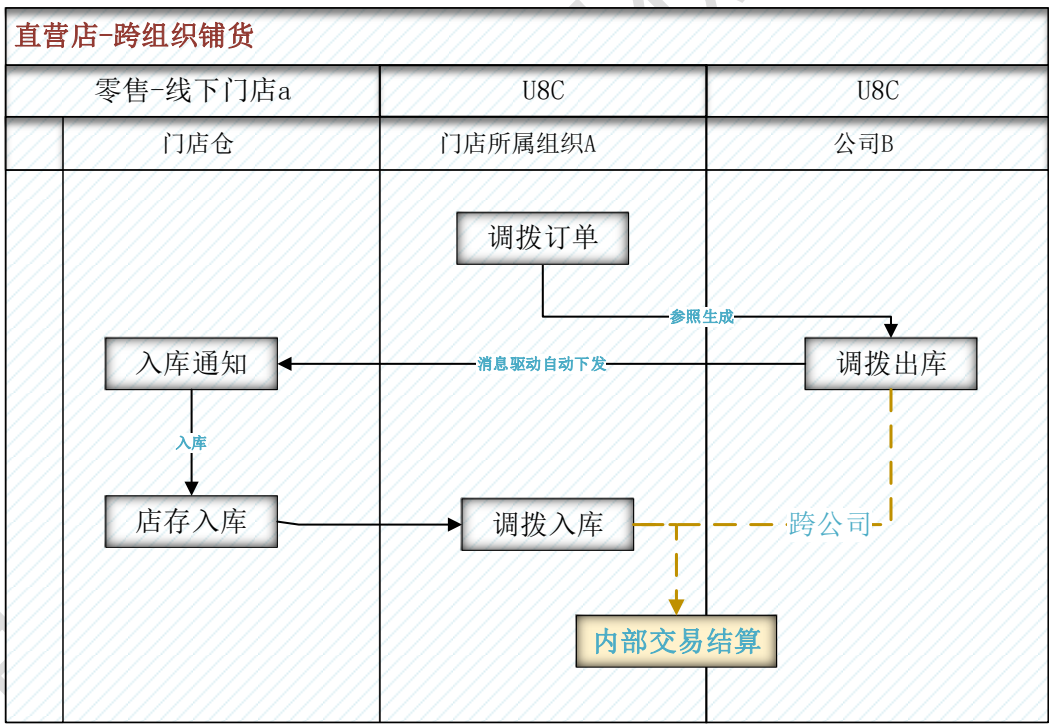 直营店-跨组织铺货
零售-线下门店a
U8C
U8C
门店仓
门店所属组织A
公司B
调拨订单
参照生成
入库通知
消息驱动自动下发
调拨出库
入库
店存入库
调拨入库
跨公司
内部交易结算